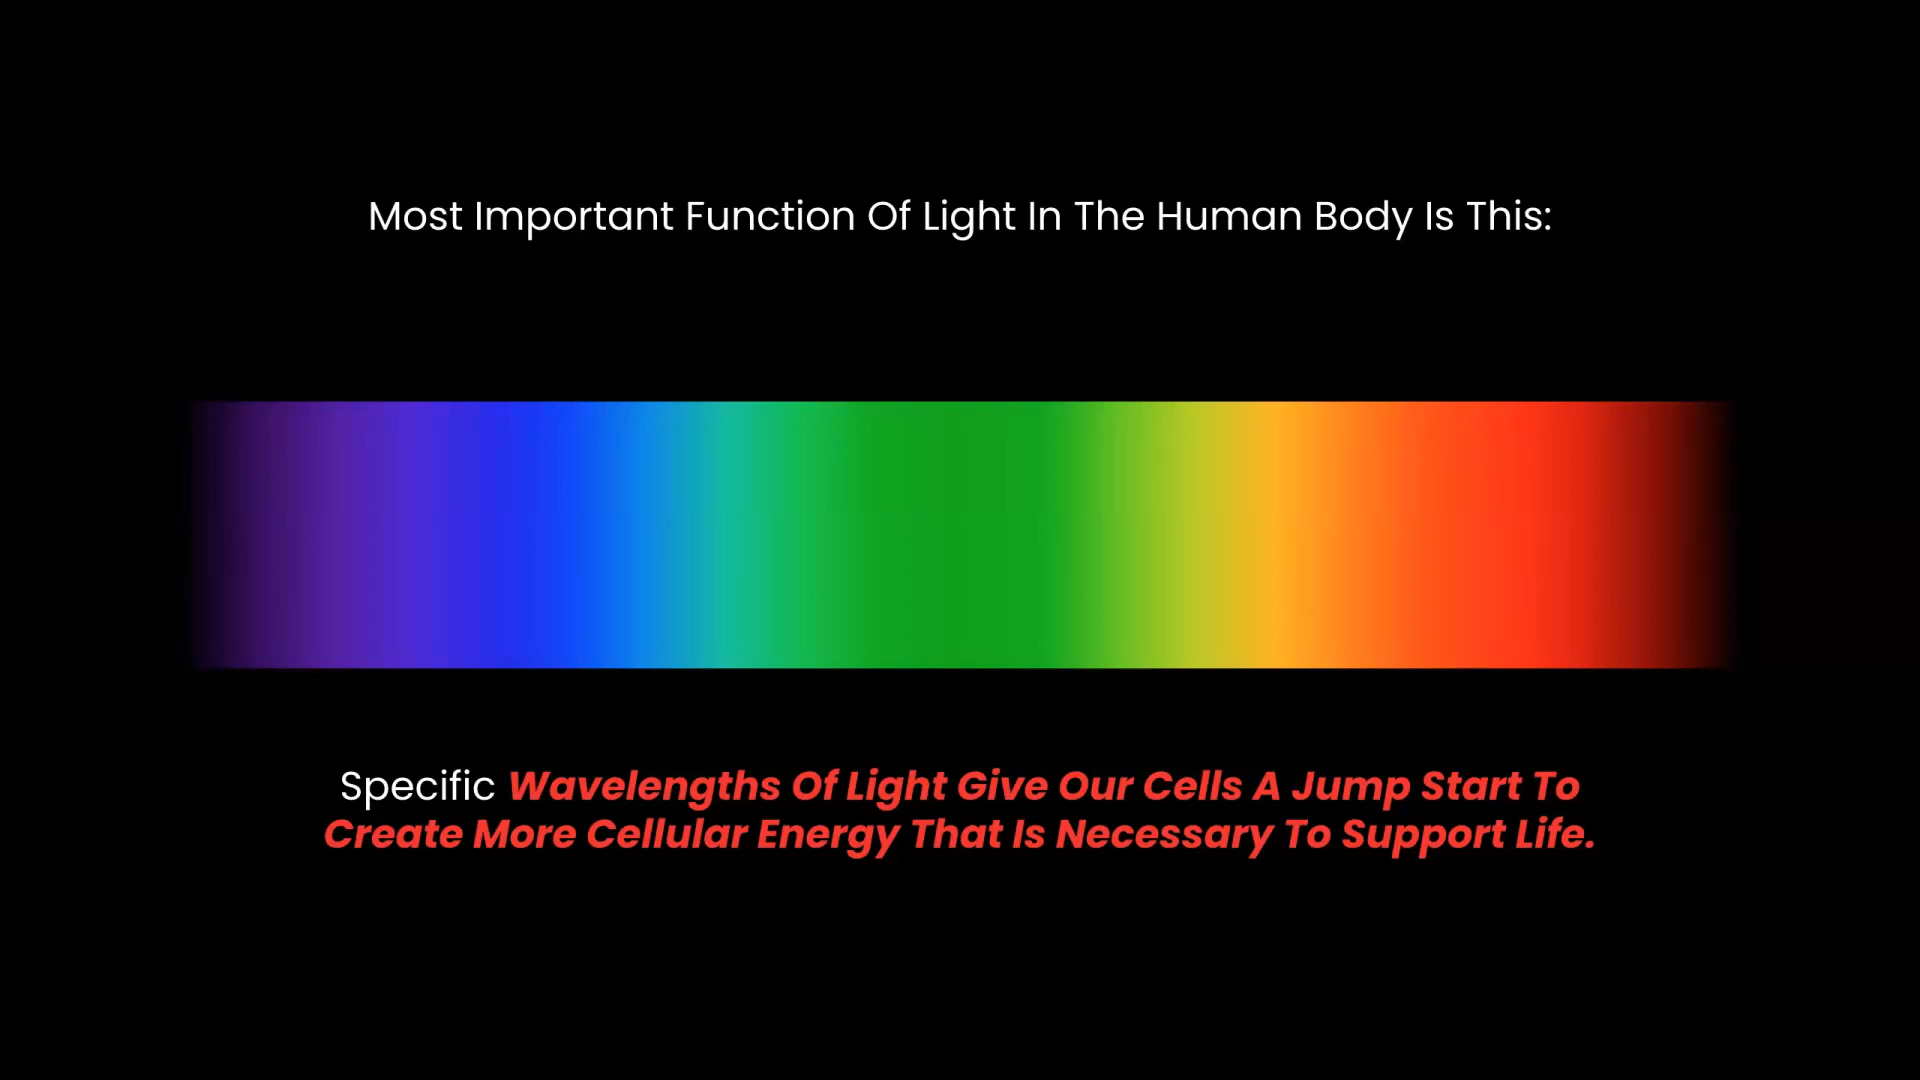 Most Important Function Of Light In The Human Body Is This:
Specific Wavelengths Of Light Give Our Cells A Jump Start To
Create More Cellular Energy That Is Necessary To Support Life.